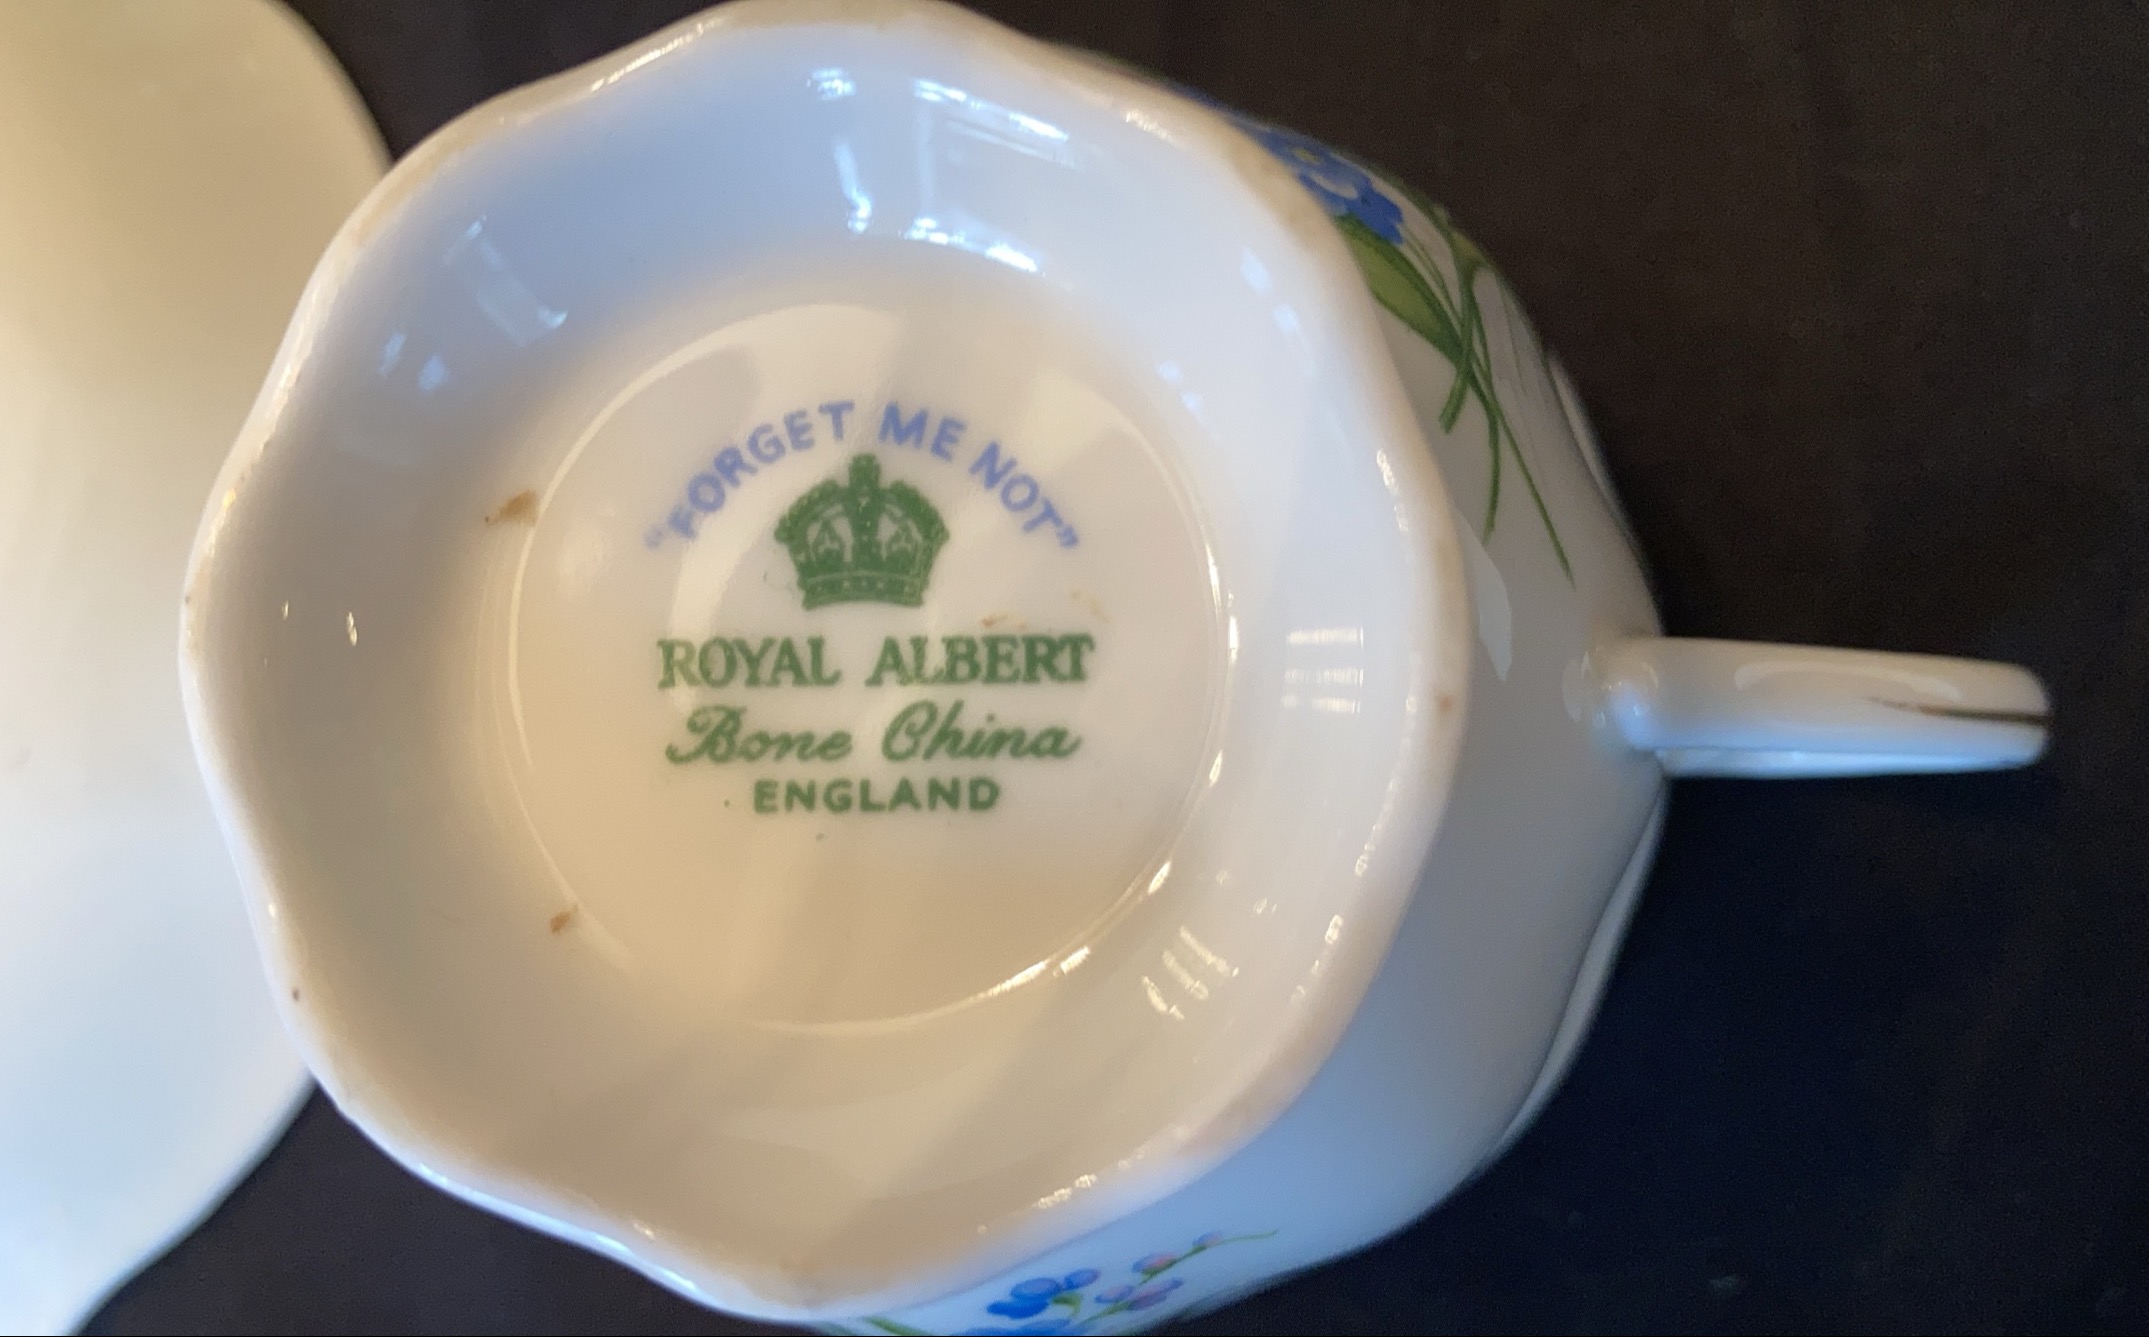 "FORGET ME NOT"
ROYAL ALBERT
Bone China
ENGLAND